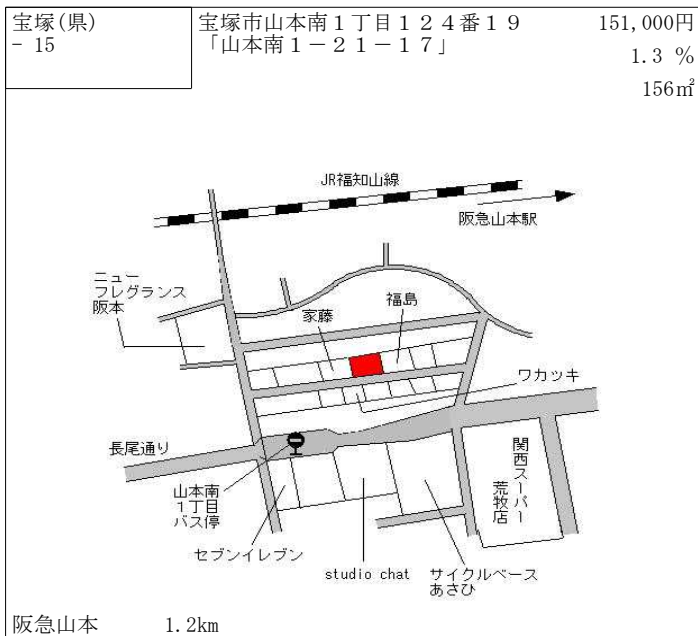 宝塚(県)
- 15
宝塚市山本南１丁目１２４番１９
「山本南１－２１－１７」
151,000円
1.3 %
156㎡
JR福知山線
阪急山本駅
ニュー
フレグランス
阪本
家藤
福島
ワカツキ
長尾通り
山本南
１丁目
バス停
関西スーパー
荒牧店
セブンイレブン
studio chat
サイクルベース
あさひ
阪急山本
1.2km